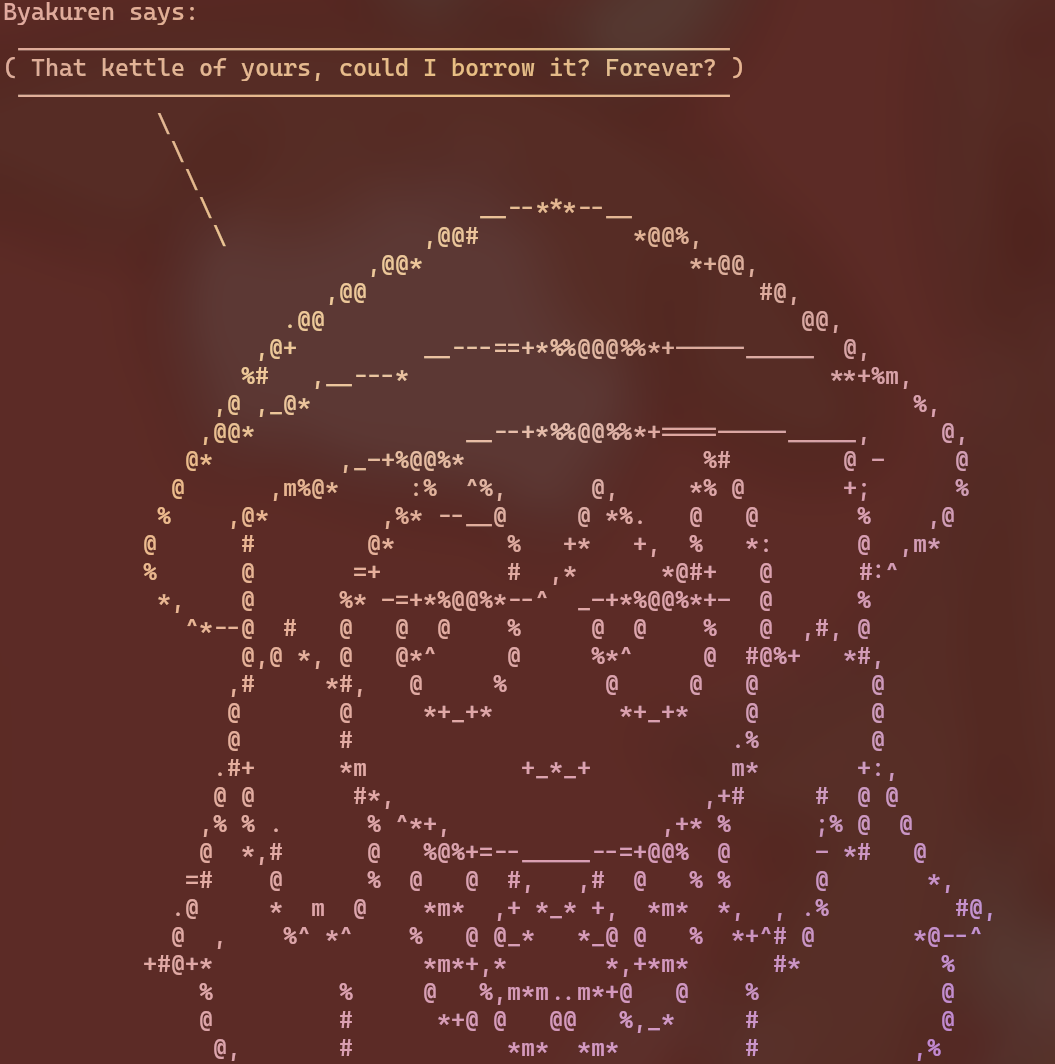 Byakuren says:
( That kettle of yours, could I borrow it? Forever? )